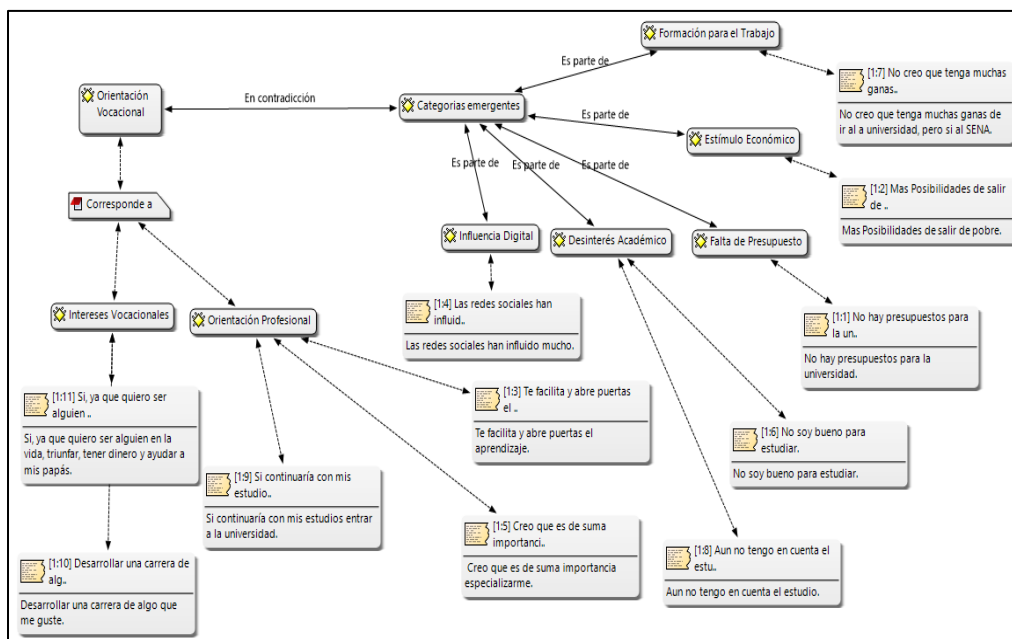 Formación para el Trabajo
Es parte de
[1:7] No creo que tenga muchas
ganas..
No creo que tenga muchas ganas de
ir al a universidad, pero si al SENA.
Orientación
Vocacional
En contradicción
Categorias emergentes
Es parte de
Estímulo Económico
[1:2] Mas Posibilidades de salir
de ..
Mas Posibilidades de salir de pobre.
Es parte de
Es parte de
Es parte de
Corresponde a
Influencia Digital
Desinterés Académico
Falta de Presupuesto
[1:4] Las redes sociales han
influid..
Las redes sociales han influido mucho.
[1:1] No hay presupuestos para
la un..
No hay presupuestos para la
universidad.
Intereses Vocacionales
Orientación Profesional
[1:11] Si, ya que quiero ser
alguien ..
Si, ya que quiero ser alguien en la
vida, triunfar, tener dinero y ayudar a
mis papás.
[1:3] Te facilita y abre puertas
el ..
Te facilita y abre puertas el
aprendizaje.
[1:6] No soy bueno para
estudiar.
No soy bueno para estudiar.
[1:9] Si continuaría con mis
estudio..
Si continuaría con mis estudios entrar
a la universidad.
[1:5] Creo que es de suma
importanci..
Creo que es de suma importancia
especializarme.
[1:8] Aun no tengo en cuenta el
estu..
Aun no tengo en cuenta el estudio.
[1:10] Desarrollar una carrera de
alg..
Desarrollar una carrera de algo que
me guste.